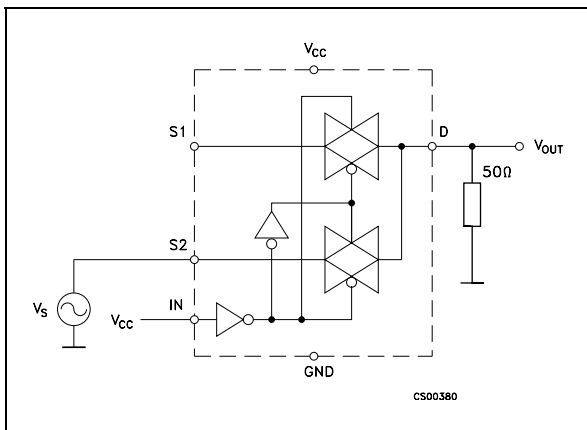 VCC
S1
D
VOUT
50Ω
S2
IN
VS
VCC
GND
CS00380